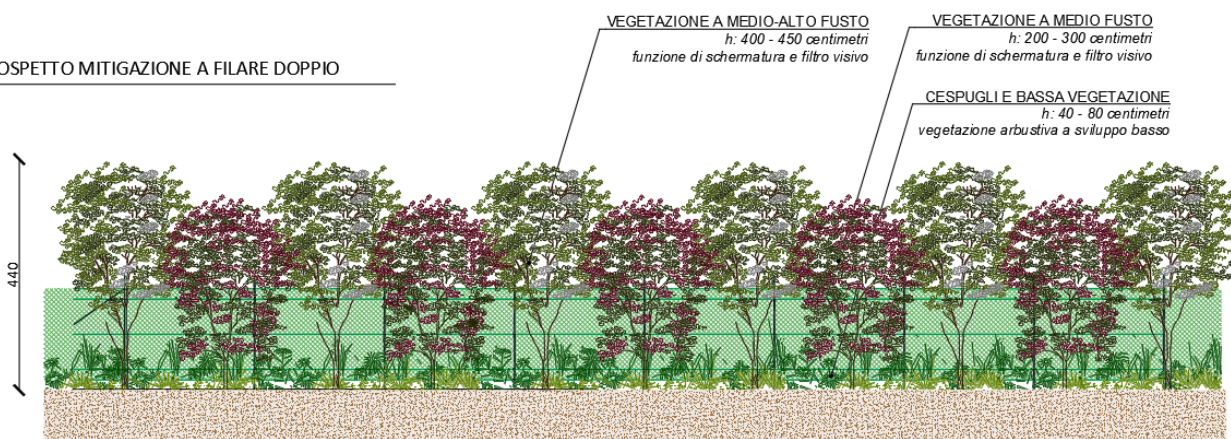 VEGETAZIONE A MEDIO-ALTO FUSTO
h: 400 - 450 centimetri
funzione di schermatura e filtro visivo
VEGETAZIONE A MEDIO FUSTO
h: 200 - 300 centimetri
funzione di schermatura e filtro visivo
OSPETTO MITIGAZIONE A FILARE DOPPIO
CESPUGLI E BASSA VEGETAZIONE
h: 40 - 80 centimetri
vegetazione arbustiva a sviluppo basso
440